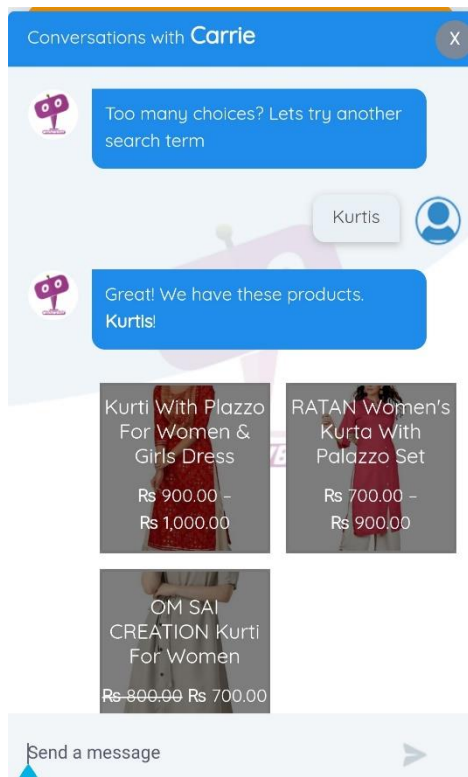 Conversations with Carrie
X
Too many choices? Lets try another
search term
Kurtis
Great! We have these products.
Kurtis!
Kurti With Plazzo
For Women &
Girls Dress
Rs 900.00 –
Rs 1,000.00
RATAN Women's
Kurta With
Palazzo Set
Rs 700.00 –
Rs 900.00
OM SAI
CREATION Kurti
For Women
Rs 800.00 Rs 700.00
Send a message